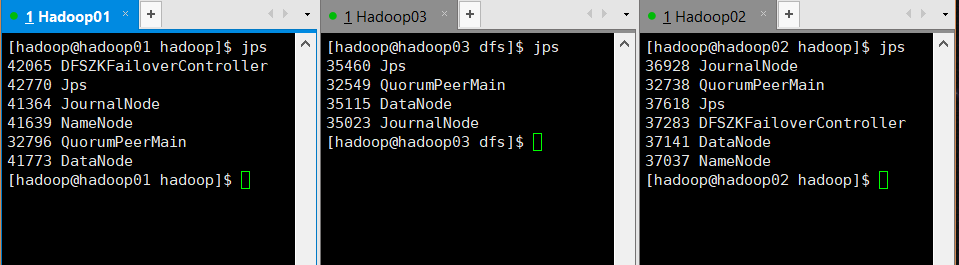 1 Hadoop01
[hadoop@hadoop01 hadoop]$ jps
42065 DFSZKFailoverController
42770 Jps
41364 JournalNode
41639 NameNode
32796 QuorumPeerMain
41773 DataNode
[hadoop@hadoop01 hadoop]$
1 Hadoop03
[hadoop@hadoop03 dfs]$ jps
35460 Jps
32549 QuorumPeerMain
35115 DataNode
35023 JournalNode
[hadoop@hadoop03 dfs]$
1 Hadoop02
[hadoop@hadoop02 hadoop]$ jps
36928 JournalNode
32738 QuorumPeerMain
37618 Jps
37283 DFSZKFailoverController
37141 DataNode
37037 NameNode
[hadoop@hadoop02 hadoop]$